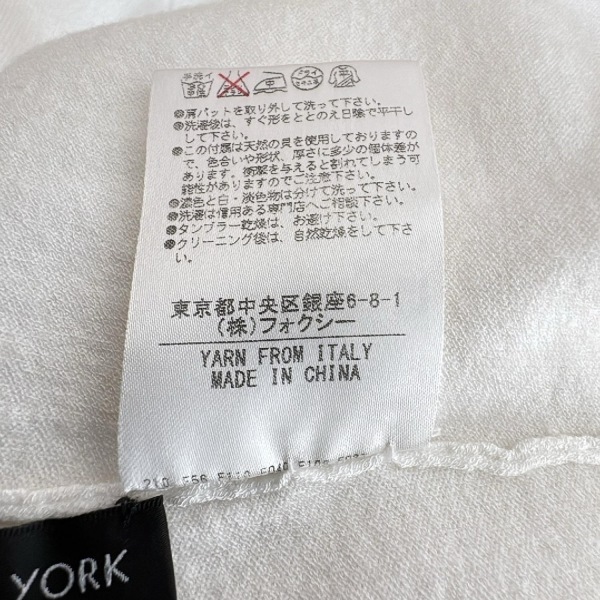 手洗イ
中
ドライ
●肩パットを取り外して洗って下さい。
●洗濯後は、すぐ形をととのえ日陰で平干しして下さい。
●この付属は天然の貝を使用しておりますの
で、色合いや形状、厚さに多少の個体差が
あります。衝撃を与えると割れてしまう可
能性がありますのでご注意下さい。
●濃色と白・淡色物は分けて洗って下さい。
●洗濯は信用ある専門店へご相談下さい。
●タンブラー乾燥は、お避け下さい。
●クリーニング後は、自然乾燥をして下さ
い。
東京都中央区銀座6-8-1
(株)フォクシー
YARN FROM ITALY
MADE IN CHINA
YORK